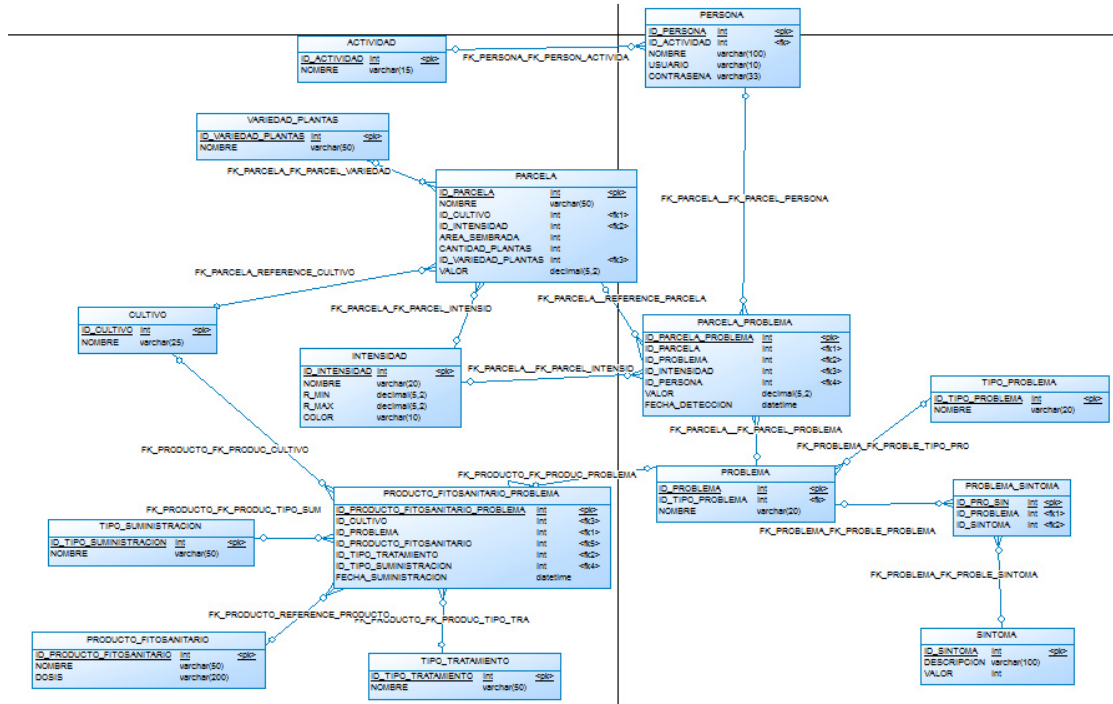 PERSONA
ID_PERSONA int <pk>
ID_ACTIVIDAD int <fk>
NOMBRE varchar(100)
USUARIO varchar(10)
CONTRASENA varchar(33)
ACTIVIDAD
ID_ACTIVIDAD int <pk>
NOMBRE varchar(15)
FK_PERSONA_FK_PERSON_ACTIVIDA
VARIEDAD_PLANTAS
ID_VARIEDAD_PLANTAS int <pk>
NOMBRE varchar(50)
FK_PARCELA_FK_PARCEL_VARIEDAD
PARCELA
ID_PARCELA int <pk>
NOMBRE varchar(50)
ID_CULTIVO int <fk1>
ID_INTENSIDAD int <fk2>
AREA_SEMBRADA int
CANTIDAD_PLANTAS int
ID_VARIEDAD_PLANTAS int <fk3>
VALOR decimal(5,2)
FK_PARCELA__FK_PARCEL_PERSONA
FK_PARCELA_REFERENCE_CULTIVO
FK_PARCELA_FK_PARCEL_INTENSID
FK_PARCELA__REFERENCE_PARCELA
CULTIVO
ID_CULTIVO int <pk>
NOMBRE varchar(25)
PARCELA_PROBLEMA
ID_PARCELA_PROBLEMA int <pk>
ID_PARCELA int <fk1>
ID_PROBLEMA int <fk2>
ID_INTENSIDAD int <fk3>
ID_PERSONA int <fk4>
VALOR decimal(5,2)
FECHA_DETECCION datetime
INTENSIDAD
ID_INTENSIDAD int <pk>
NOMBRE varchar(20)
R_MIN decimal(5,2)
R_MAX decimal(5,2)
COLOR varchar(10)
FK_PARCELA__FK_PARCEL_INTENSID
TIPO_PROBLEMA
ID_TIPO_PROBLEMA int <pk>
NOMBRE varchar(20)
FK_PARCELA__FK_PARCEL_PROBLEMA
FK_PROBLEMA_FK_PROBLE_TIPO_PRO
FK_PRODUCTO_FK_PRODUC_CULTIVO
FK_PRODUCTO_FK_PRODUC_PROBLEMA
PROBLEMA
ID_PROBLEMA int <pk>
ID_TIPO_PROBLEMA int <fk>
NOMBRE varchar(20)
PROBLEMA_SINTOMA
ID_PRO_SIN int <pk>
ID_PROBLEMA int <fk1>
ID_SINTOMA int <fk2>
FK_PROBLEMA_FK_PROBLE_PROBLEMA
PRODUCTO_FITOSANITARIO_PROBLEMA
ID_PRODUCTO_FITOSANITARIO_PROBLEMA int <pk>
ID_CULTIVO int <fk3>
ID_PROBLEMA int <fk1>
ID_PRODUCTO_FITOSANITARIO int <fk5>
ID_TIPO_TRATAMIENTO int <fk2>
ID_TIPO_SUMINISTRACION int <fk4>
FECHA_SUMINISTRACION datetime
FK_PRODUCTO_FK_PRODUC_TIPO_SUM
TIPO_SUMINISTRACION
ID_TIPO_SUMINISTRACION int <pk>
NOMBRE varchar(50)
FK_PROBLEMA_FK_PROBLE_SINTOMA
FK_PRODUCTO_REFERENCE_PRODUCTO
FK_PRODUCTO_FK_PRODUC_TIPO_TRA
PRODUCTO_FITOSANITARIO
ID_PRODUCTO_FITOSANITARIO int <pk>
NOMBRE varchar(50)
DOSIS varchar(200)
TIPO_TRATAMIENTO
ID_TIPO_TRATAMIENTO int <pk>
NOMBRE varchar(50)
SINTOMA
ID_SINTOMA int <pk>
DESCRIPCION varchar(100)
VALOR int